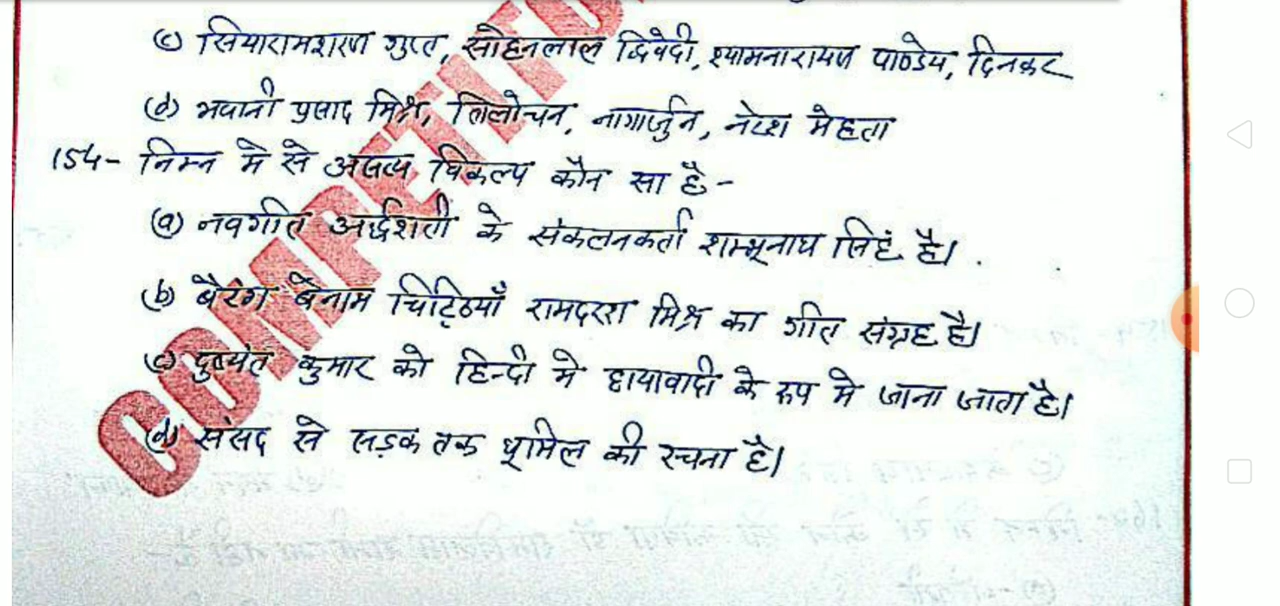 (c) सियारामशरण गुप्त, सोहनलाल द्विवेदी, श्यामनारायण पाण्डेय, दिनकर
(d) भवानी प्रसाद मिश्र, त्रिलोचन, नागार्जुन, नरेश मेहता
154- निम्न मे से असत्य विकल्प कौन सा है-
(a) नवगीत अर्द्धशती के संकलनकर्ता शम्भूनाथ सिहं है।
(b) बैरंग बेनाम चिट्ठियाँ रामदरश मिश्र का गीत संग्रह है।
(c) दुष्यंत कुमार को हिन्दी मे छायावादी के रूप मे जाना जाता है।
(d) संसद से सड़क तक धूमिल की रचना है।